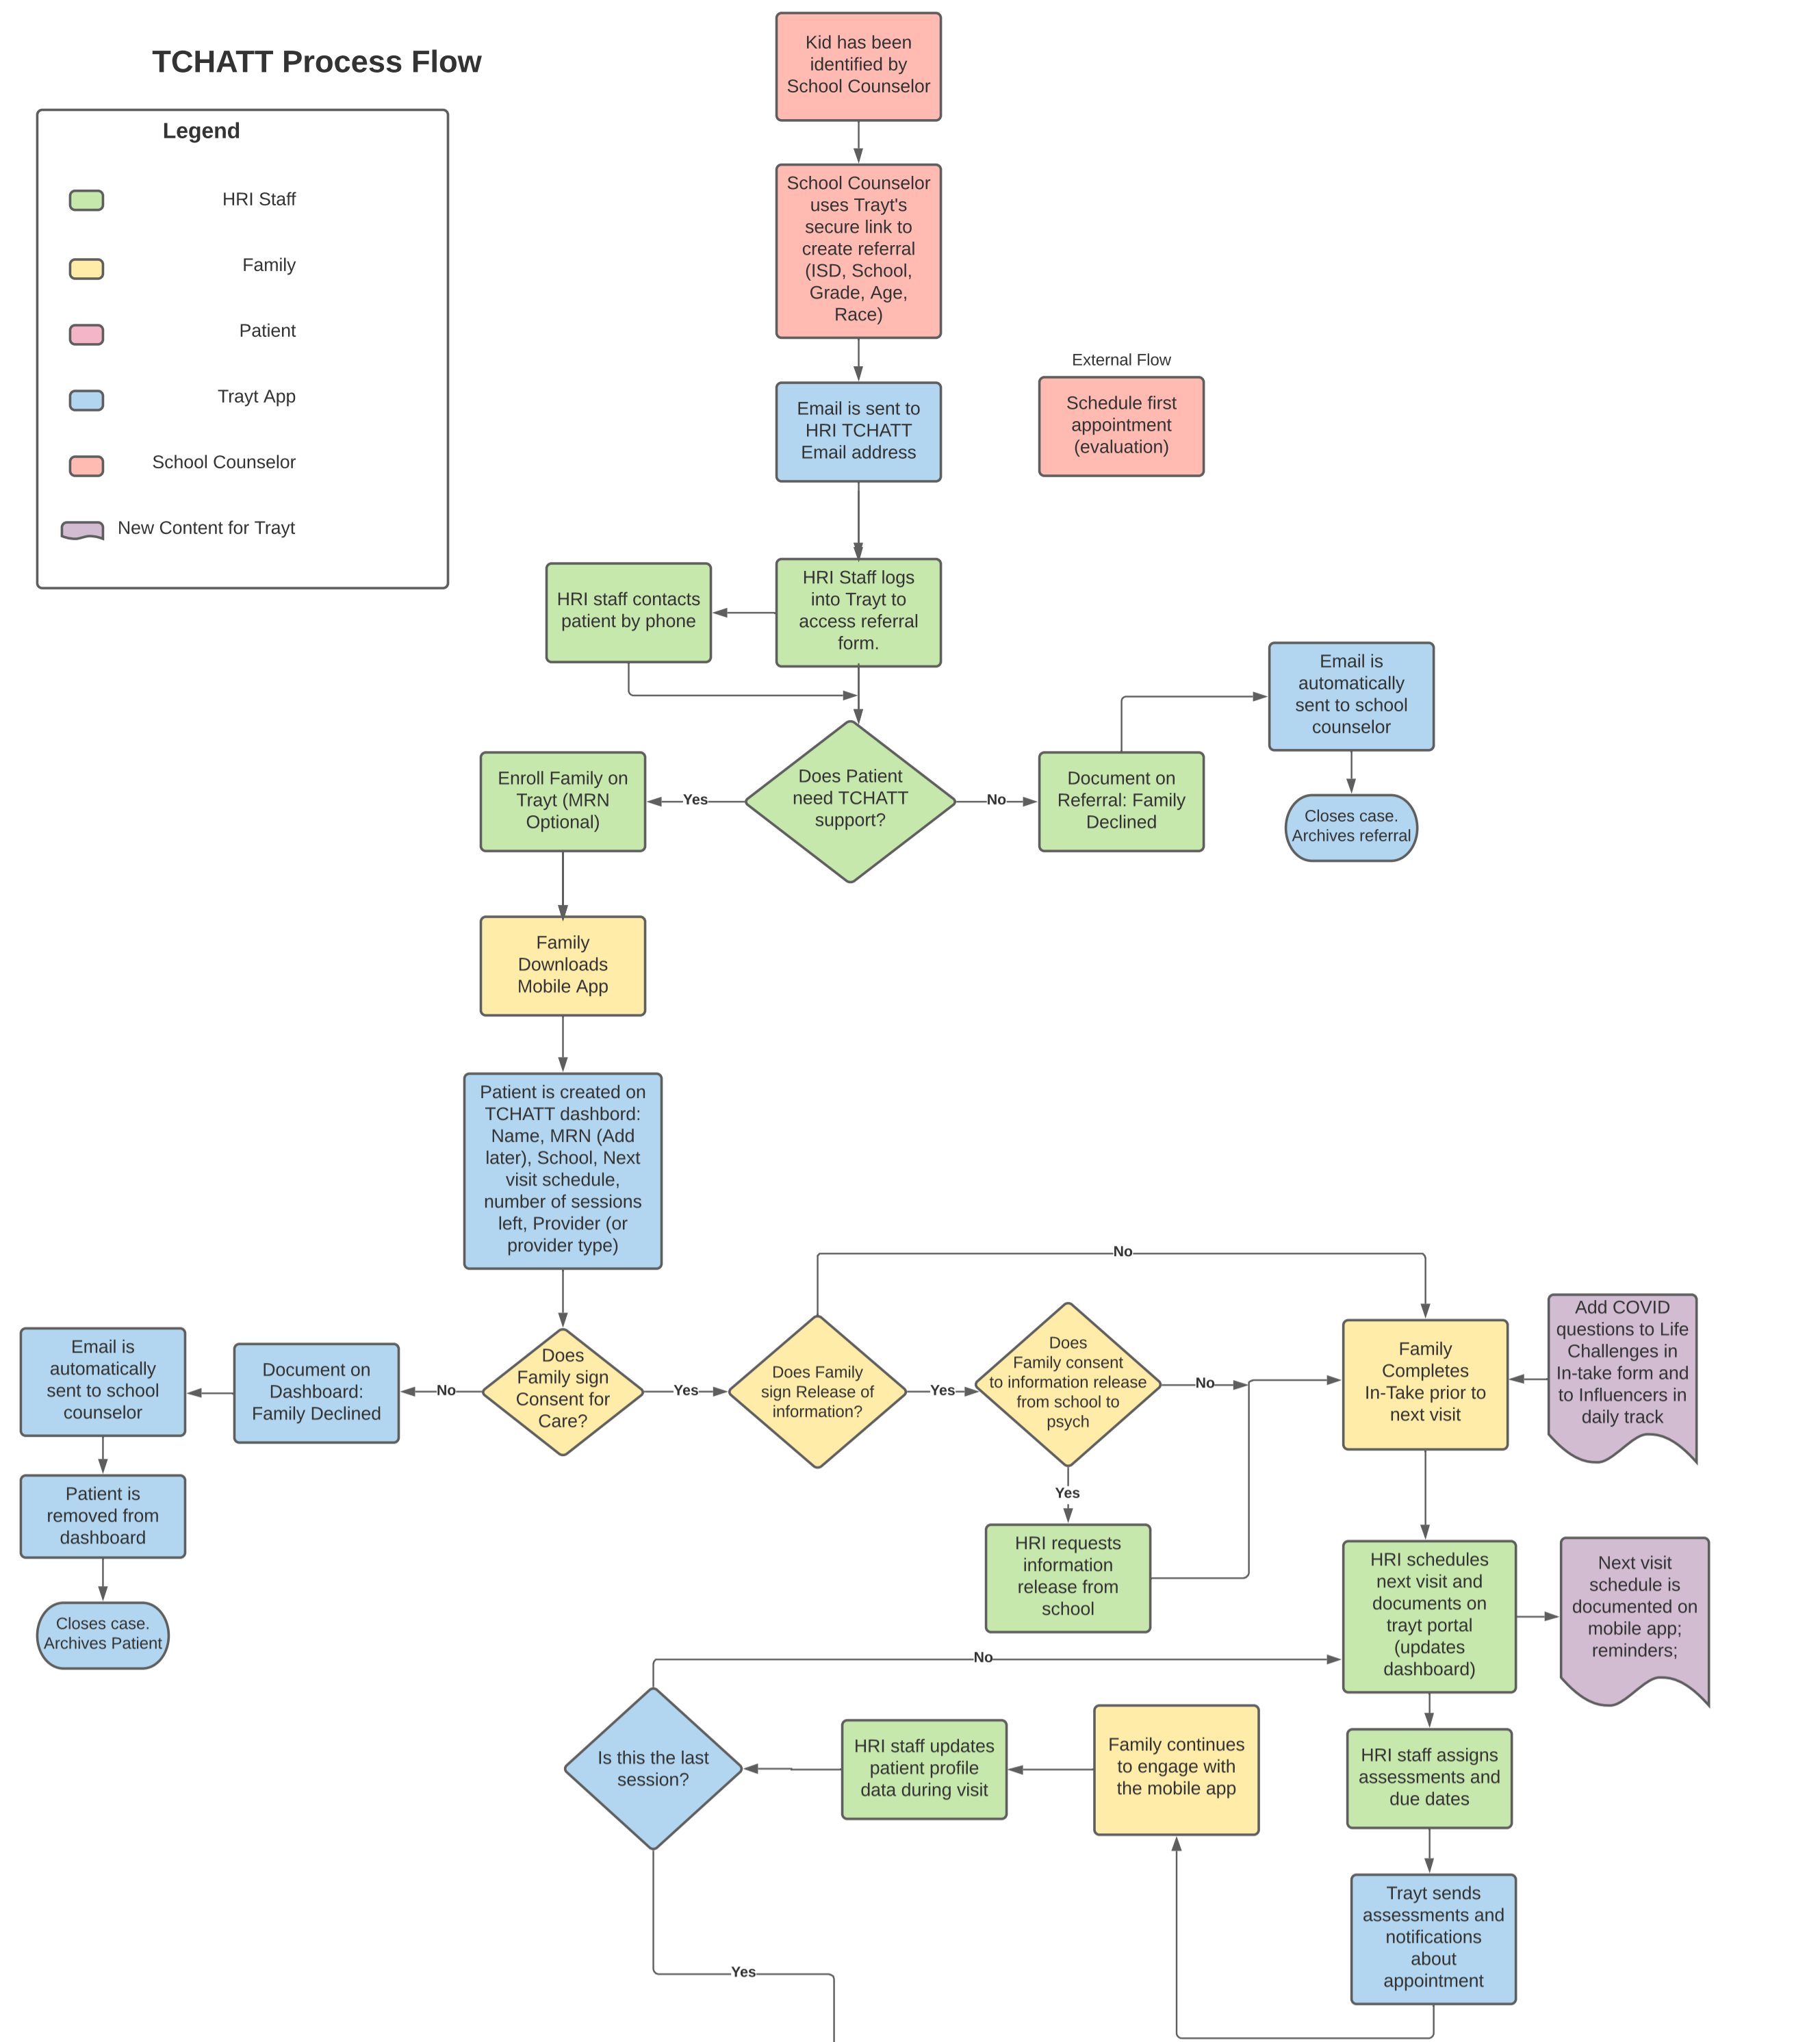 TCHATT Process Flow
Legend
HRI Staff
Family
Patient
Trayt App
School Counselor
New Content for Trayt
Kid has been
identified by
School Counselor
School Counselor
uses Trayt's
secure link to
create referral
(ISD, School,
Grade, Age,
Race)
External Flow
Schedule first
appointment
(evaluation)
Email is sent to
HRI TCHATT
Email address
HRI Staff logs
into Trayt to
access referral
form.
HRI staff contacts
patient by phone
Does Patient
need TCHATT
support?
Yes
No
Enroll Family on
Trayt (MRN
Optional)
Document on
Referral: Family
Declined
Email is
automatically
sent to school
counselor
Closes case.
Archives referral
Family
Downloads
Mobile App
Patient is created on
TCHATT dashbord:
Name, MRN (Add
later), School, Next
visit schedule,
number of sessions
left, Provider (or
provider type)
Does
Family sign
Consent for
Care?
No
Document on
Dashboard:
Family Declined
Email is
automatically
sent to school
counselor
Patient is
removed from
dashboard
Closes case.
Archives Patient
Yes
Does Family
sign Release of
information?
No
Yes
Does
Family consent
to information release
from school to
psych
No
Yes
HRI requests
information
release from
school
Family
Completes
In-Take prior to
next visit
Add COVID
questions to Life
Challenges in
In-take form and
to Influencers in
daily track
HRI schedules
next visit and
documents on
trayt portal
(updates
dashboard)
Next visit
schedule is
documented on
mobile app;
reminders;
HRI staff assigns
assessments and
due dates
Trayt sends
assessments and
notifications
about
appointment
Family continues
to engage with
the mobile app
HRI staff updates
patient profile
data during visit
Is this the last
session?
No
Yes